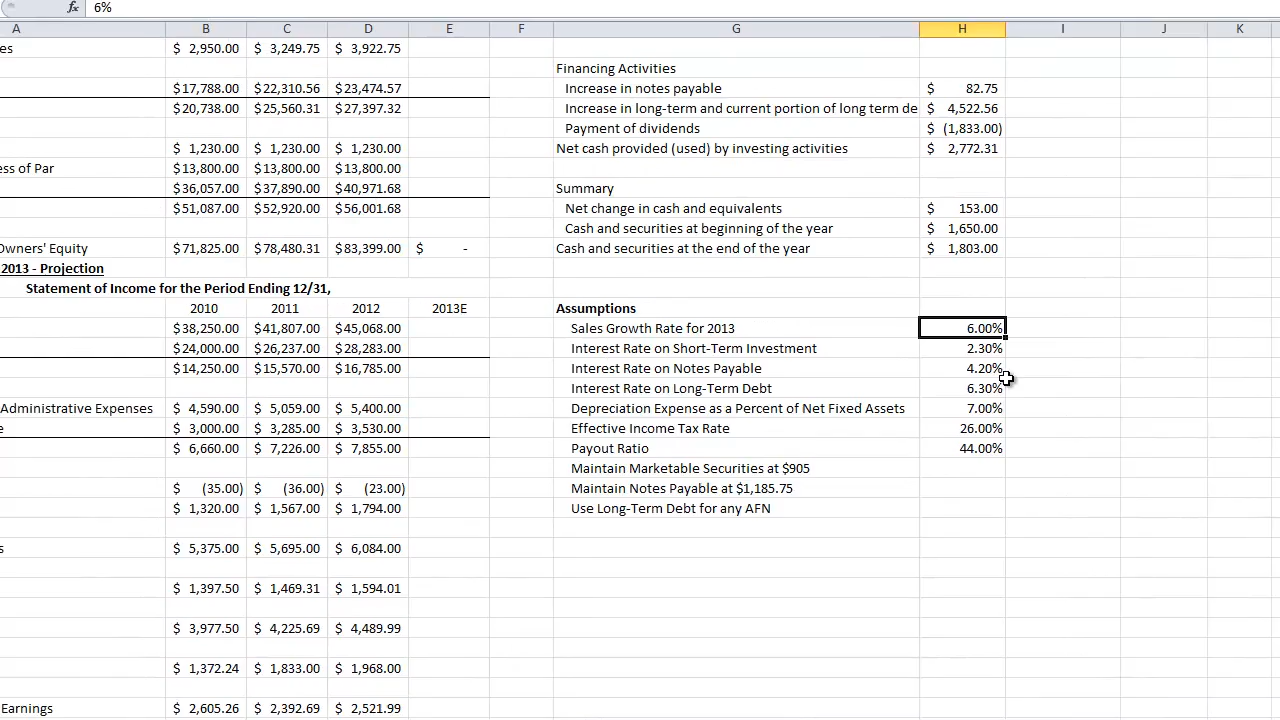 fx 6%
A B C D E F G H I J K
es $ 2,950.00 $ 3,249.75 $ 3,922.75
Financing Activities
$17,788.00 $22,310.56 $23,474.57 Increase in notes payable $ 82.75
$20,738.00 $25,560.31 $27,397.32 Increase in long-term and current portion of long term de $ 4,522.56
Payment of dividends $ (1,833.00)
$ 1,230.00 $ 1,230.00 $ 1,230.00 Net cash provided (used) by investing activities $ 2,772.31
ess of Par $13,800.00 $13,800.00 $13,800.00
$36,057.00 $37,890.00 $40,971.68 Summary
$51,087.00 $52,920.00 $56,001.68 Net change in cash and equivalents $ 153.00
Cash and securities at beginning of the year $ 1,650.00
Owners' Equity $71,825.00 $78,480.31 $83,399.00 $ - Cash and securities at the end of the year $ 1,803.00
2013 - Projection
Statement of Income for the Period Ending 12/31,
2010 2011 2012 2013E Assumptions
$38,250.00 $41,807.00 $45,068.00 Sales Growth Rate for 2013 6.00%
$24,000.00 $26,237.00 $28,283.00 Interest Rate on Short-Term Investment 2.30%
$14,250.00 $15,570.00 $16,785.00 Interest Rate on Notes Payable 4.20%
Interest Rate on Long-Term Debt 6.30%
Administrative Expenses $ 4,590.00 $ 5,059.00 $ 5,400.00 Depreciation Expense as a Percent of Net Fixed Assets 7.00%
e $ 3,000.00 $ 3,285.00 $ 3,530.00 Effective Income Tax Rate 26.00%
$ 6,660.00 $ 7,226.00 $ 7,855.00 Payout Ratio 44.00%
Maintain Marketable Securities at $905
$ (35.00) $ (36.00) $ (23.00) Maintain Notes Payable at $1,185.75
$ 1,320.00 $ 1,567.00 $ 1,794.00 Use Long-Term Debt for any AFN
s $ 5,375.00 $ 5,695.00 $ 6,084.00
$ 1,397.50 $ 1,469.31 $ 1,594.01
$ 3,977.50 $ 4,225.69 $ 4,489.99
$ 1,372.24 $ 1,833.00 $ 1,968.00
Earnings $ 2,605.26 $ 2,392.69 $ 2,521.99